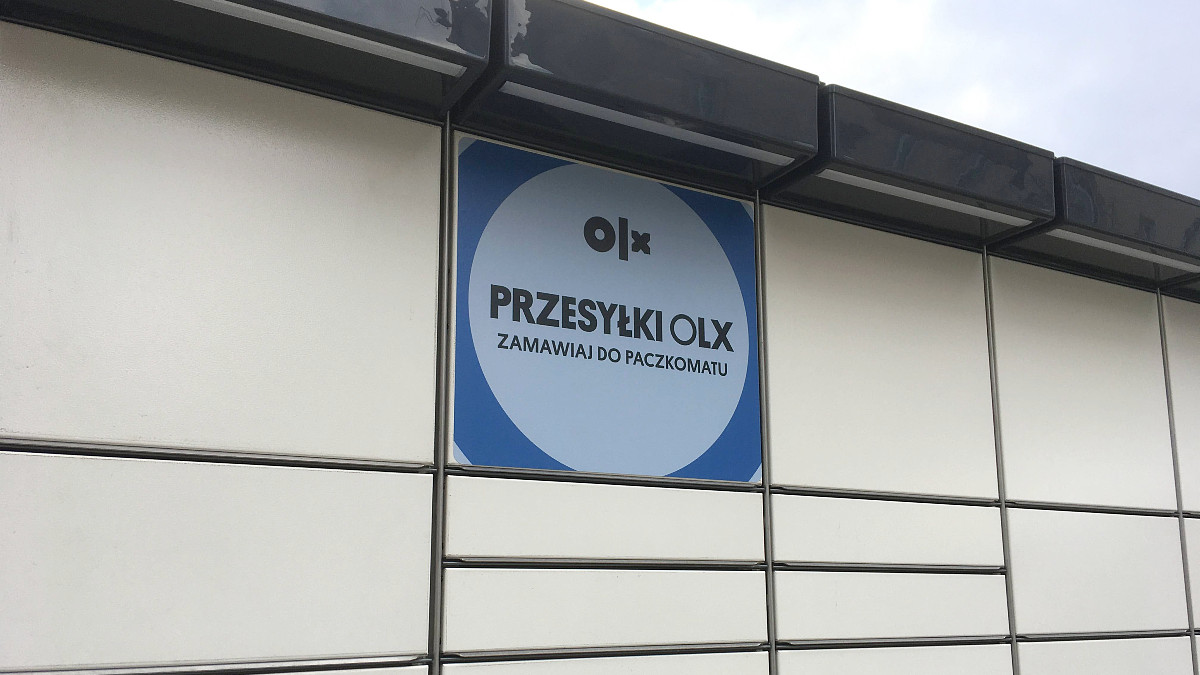 olx
PRZESYŁKI OLX
ZAMAWIAJ DO PACZKOMATU